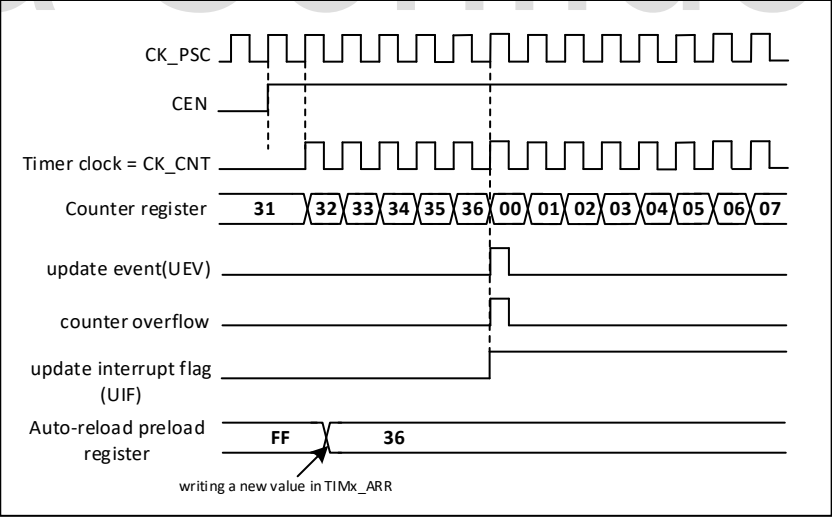 CK_PSC
CEN
Timer clock = CK_CNT
Counter register 31 32 33 34 35 36 00 01 02 03 04 05 06 07
update event(UEV)
counter overflow
update interrupt flag
(UIF)
Auto-reload preload
register
FF 36
writing a new value in TIMx_ARR